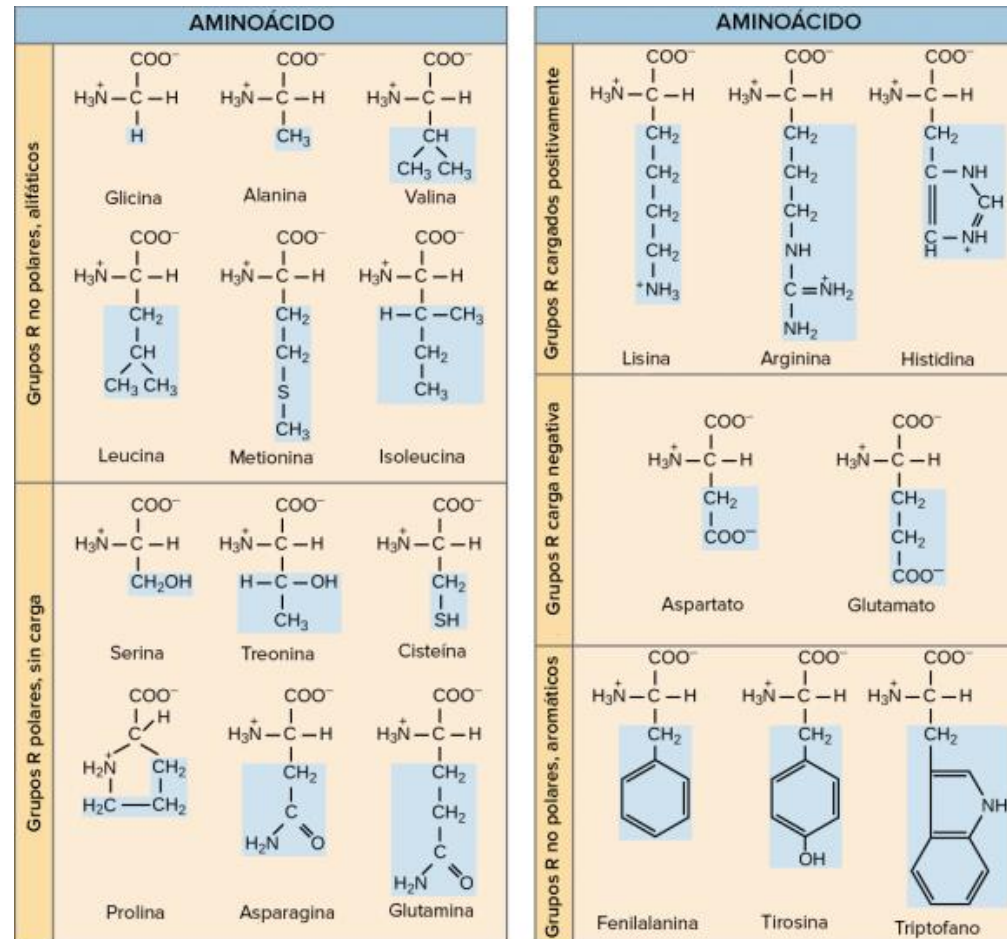 AMINOÁCIDO
Grupos R no polares, alifáticos
COO⁻ COO⁻ COO⁻
H₃N⁺—C—H H₃N⁺—C—H H₃N⁺—C—H
H CH₃ CH
CH₃ CH₃
Glicina Alanina Valina
COO⁻ COO⁻ COO⁻
H₃N⁺—C—H H₃N⁺—C—H H₃N⁺—C—H
CH₂ CH₂ H—C—CH₃
CH CH₂ CH₂
CH₃ CH₃ S CH₃
CH₃
Leucina Metionina Isoleucina
Grupos R polares, sin carga
COO⁻ COO⁻ COO⁻
H₃N⁺—C—H H₃N⁺—C—H H₃N⁺—C—H
CH₂OH H—C—OH CH₂
CH₃ SH
Serina Treonina Cisteína
COO⁻ COO⁻ COO⁻
H
C H₃N⁺—C—H H₃N⁺—C—H
H₂N⁺ CH₂ CH₂ CH₂
H₂C—CH₂ C CH₂
H₂N O C
H₂N O
Prolina Asparagina Glutamina
AMINOÁCIDO
Grupos R cargados positivamente
COO⁻ COO⁻ COO⁻
H₃N⁺—C—H H₃N⁺—C—H H₃N⁺—C—H
CH₂ CH₂ CH₂
CH₂ CH₂ C—NH
CH₂ CH₂ CH
CH₂ NH C—NH⁺
H
⁺NH₃ C=NH₂⁺
NH₂
Lisina Arginina Histidina
Grupos R carga negativa
COO⁻ COO⁻
H₃N⁺—C—H H₃N⁺—C—H
CH₂ CH₂
COO⁻ CH₂
COO⁻
Aspartato Glutamato
Grupos R no polares, aromáticos
COO⁻ COO⁻ COO⁻
H₃N⁺—C—H H₃N⁺—C—H H₃N⁺—C—H
CH₂ CH₂ CH₂
NH
OH
Fenilalanina Tirosina Triptofano